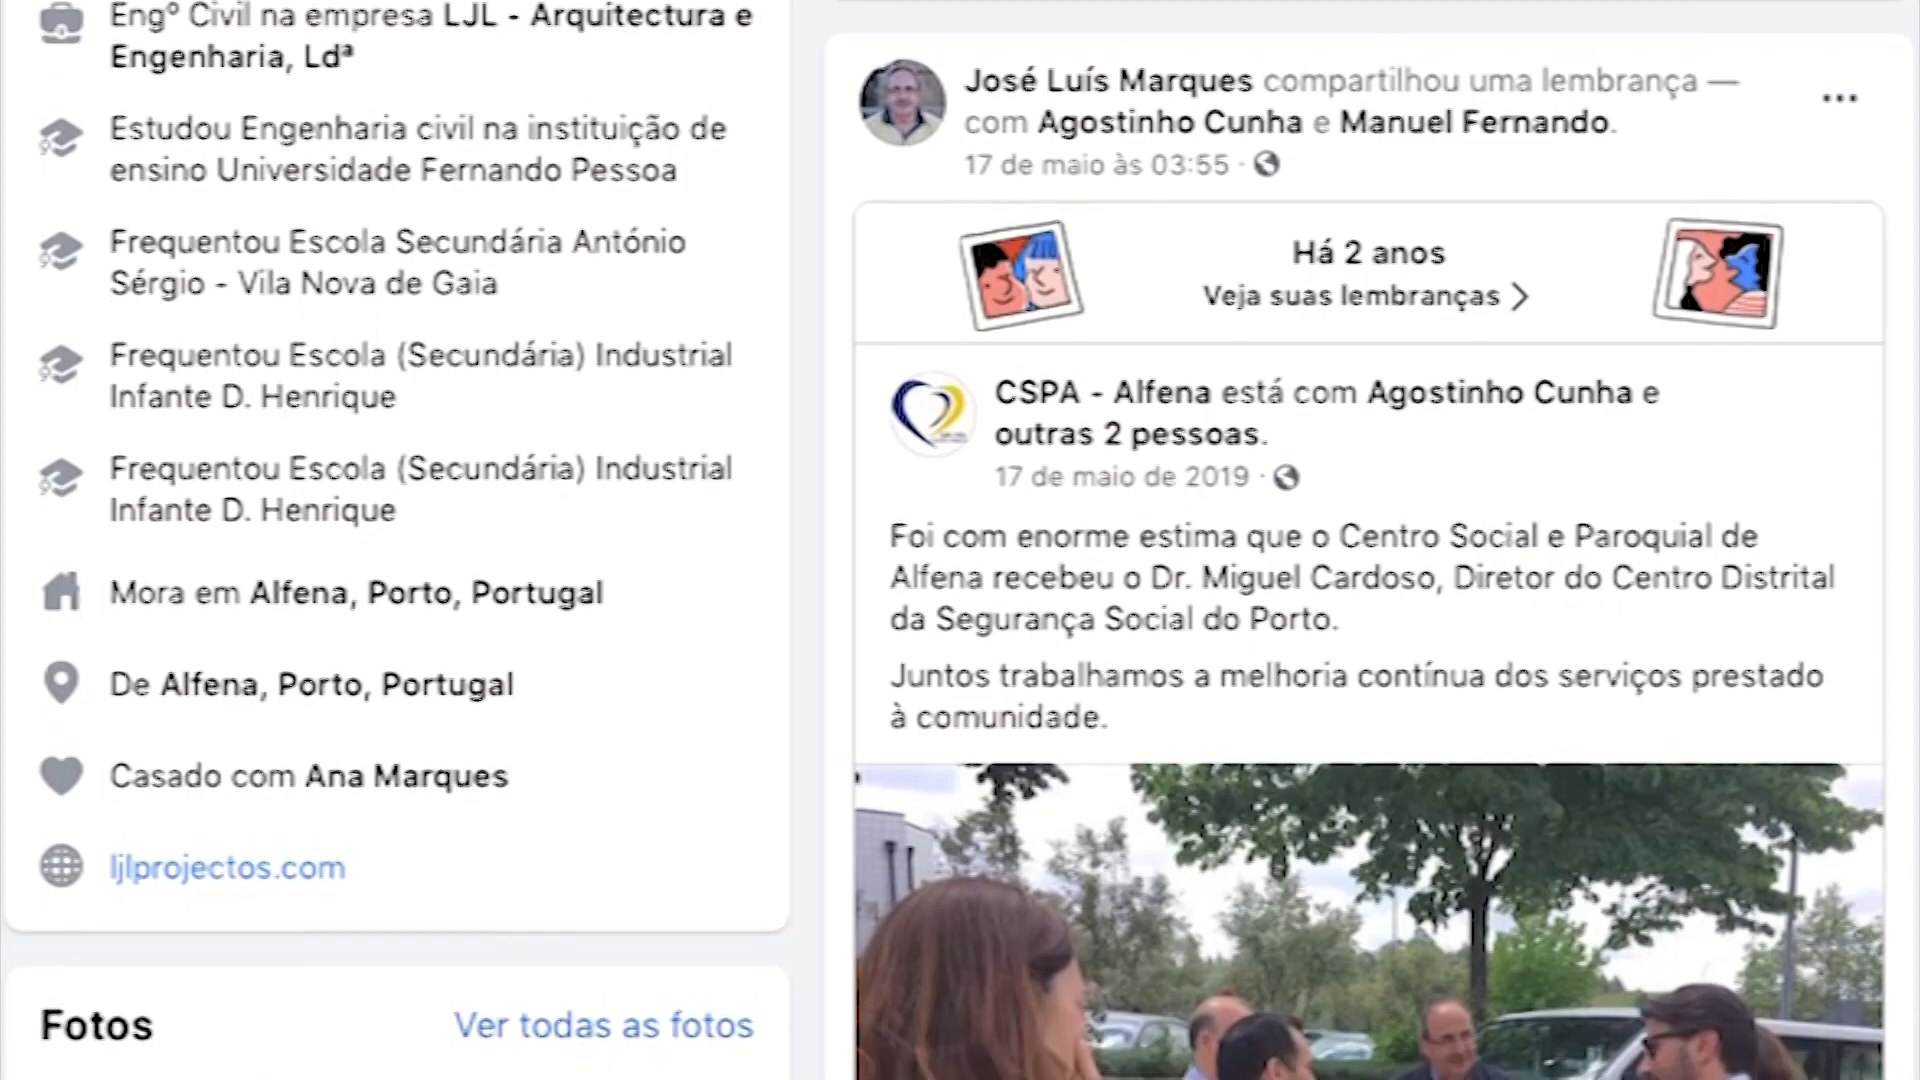 Engº Civil na empresa LJL - Arquitectura e
Engenharia, Ldª
Estudou Engenharia civil na instituição de
ensino Universidade Fernando Pessoa
Frequentou Escola Secundária António
Sérgio - Vila Nova de Gaia
Frequentou Escola (Secundária) Industrial
Infante D. Henrique
Frequentou Escola (Secundária) Industrial
Infante D. Henrique
Mora em Alfena, Porto, Portugal
De Alfena, Porto, Portugal
Casado com Ana Marques
ljlprojectos.com
Fotos
Ver todas as fotos
José Luís Marques compartilhou uma lembrança —
com Agostinho Cunha e Manuel Fernando.
17 de maio às 03:55 ·
Há 2 anos
Veja suas lembranças
CSPA - Alfena está com Agostinho Cunha e
outras 2 pessoas.
17 de maio de 2019 ·
Foi com enorme estima que o Centro Social e Paroquial de
Alfena recebeu o Dr. Miguel Cardoso, Diretor do Centro Distrital
da Segurança Social do Porto.
Juntos trabalhamos a melhoria contínua dos serviços prestado
à comunidade.